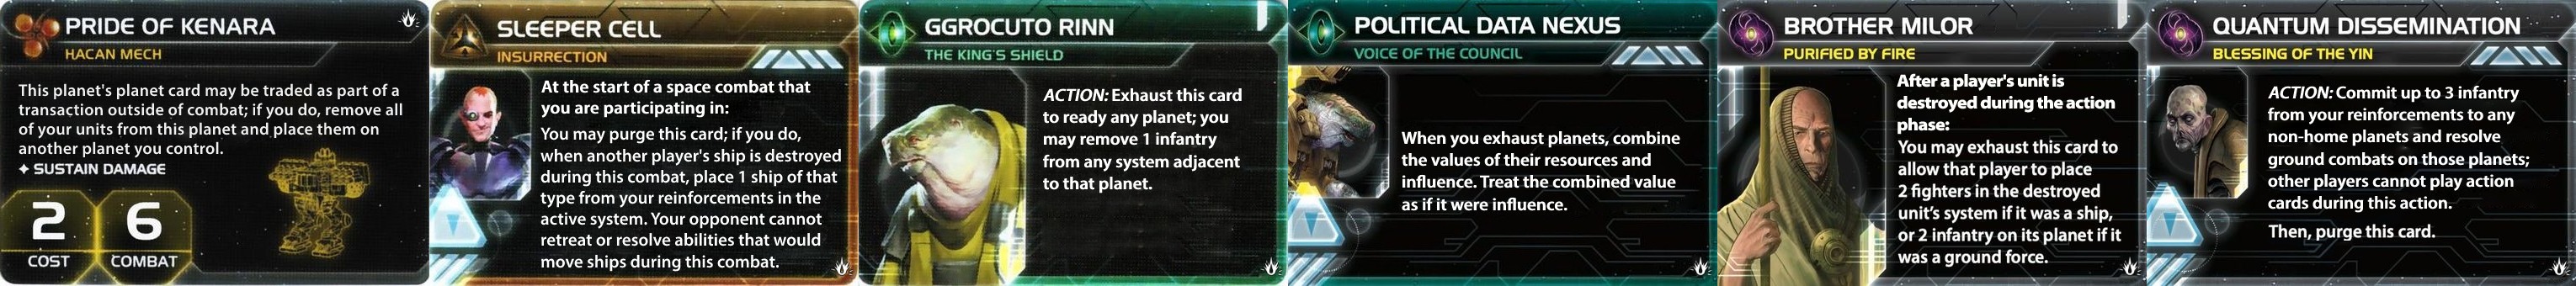 PRIDE OF KENARA
HACAN MECH
This planet's planet card may be traded as part of a
transaction outside of combat; if you do, remove all
of your units from this planet and place them on
another planet you control.
✦ SUSTAIN DAMAGE
2
COST
6
COMBAT
SLEEPER CELL
INSURRECTION
At the start of a space combat that
you are participating in:
You may purge this card; if you do,
when another player's ship is destroyed
during this combat, place 1 ship of that
type from your reinforcements in the
active system. Your opponent cannot
retreat or resolve abilities that would
move ships during this combat.
GGROCUTO RINN
THE KING'S SHIELD
ACTION: Exhaust this card
to ready any planet; you
may remove 1 infantry
from any system adjacent
to that planet.
POLITICAL DATA NEXUS
VOICE OF THE COUNCIL
When you exhaust planets, combine
the values of their resources and
influence. Treat the combined value
as if it were influence.
BROTHER MILOR
PURIFIED BY FIRE
After a player's unit is
destroyed during the action
phase:
You may exhaust this card to
allow that player to place
2 fighters in the destroyed
unit's system if it was a ship,
or 2 infantry on its planet if it
was a ground force.
QUANTUM DISSEMINATION
BLESSING OF THE YIN
ACTION: Commit up to 3 infantry
from your reinforcements to any
non-home planets and resolve
ground combats on those planets;
other players cannot play action
cards during this action.
Then, purge this card.